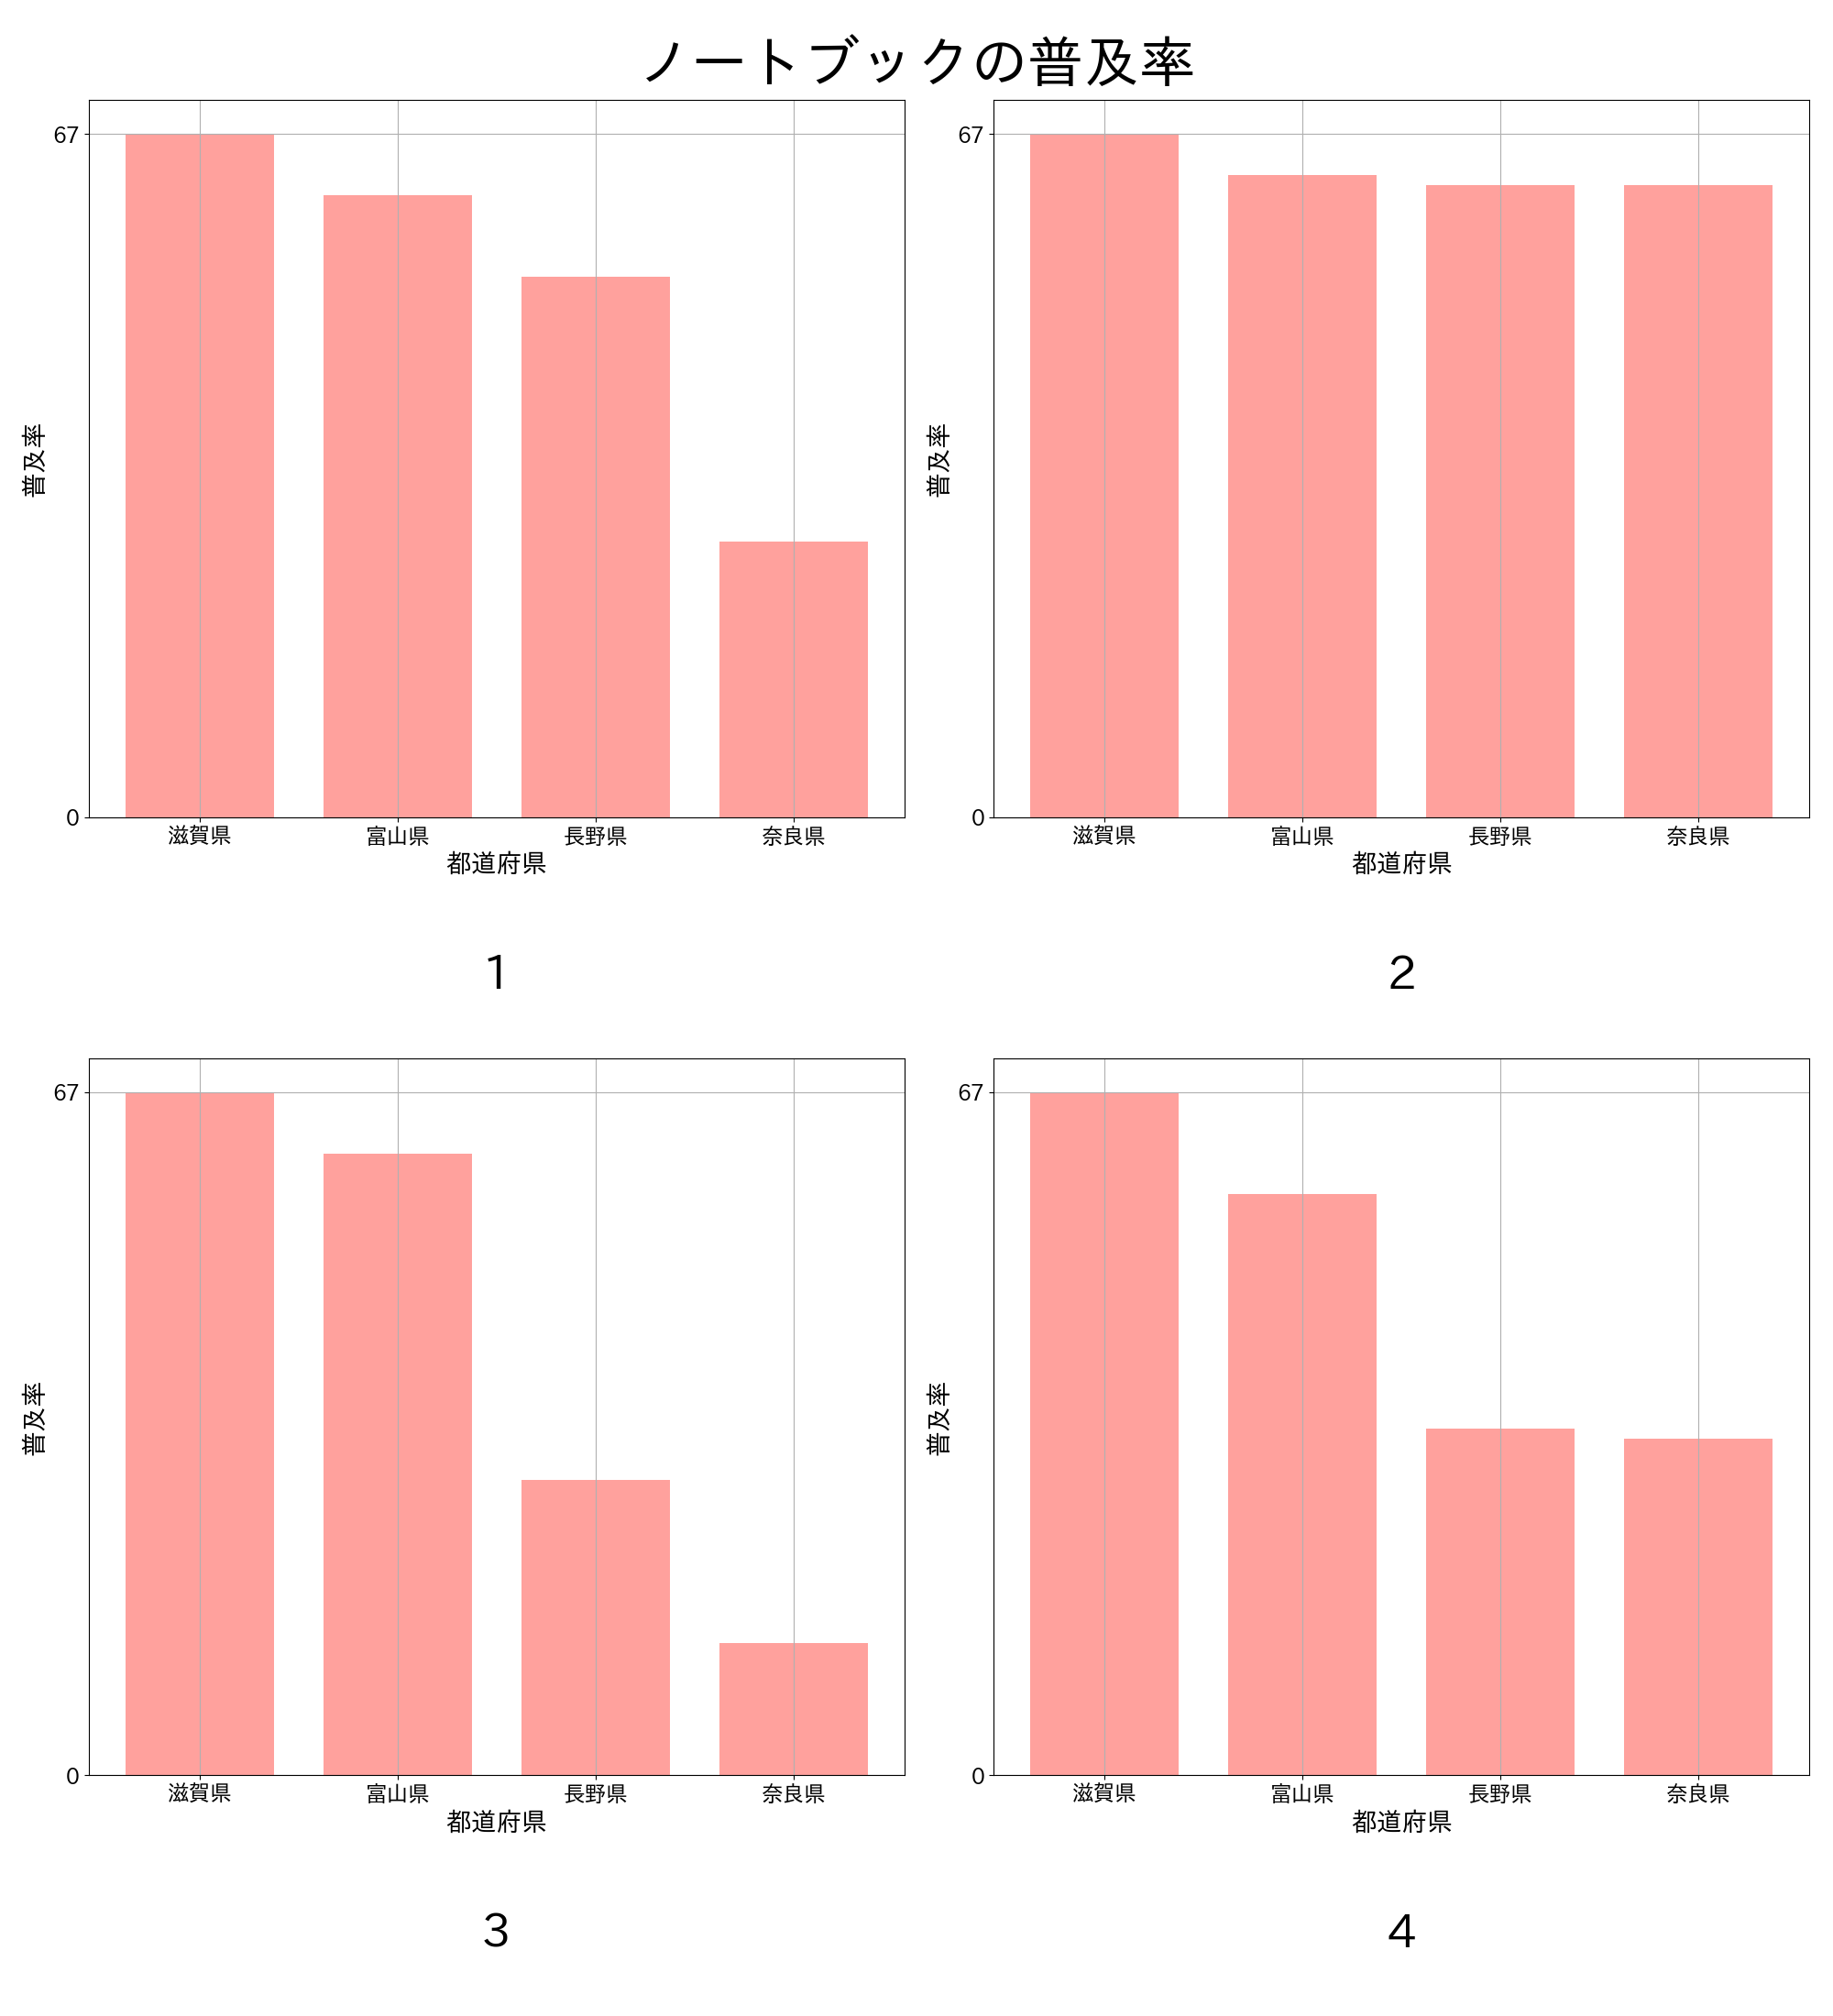 ノートブックの普及率
67
0
普及率
滋賀県 富山県 長野県 奈良県
都道府県
1
67
0
普及率
滋賀県 富山県 長野県 奈良県
都道府県
2
67
0
普及率
滋賀県 富山県 長野県 奈良県
都道府県
3
67
0
普及率
滋賀県 富山県 長野県 奈良県
都道府県
4